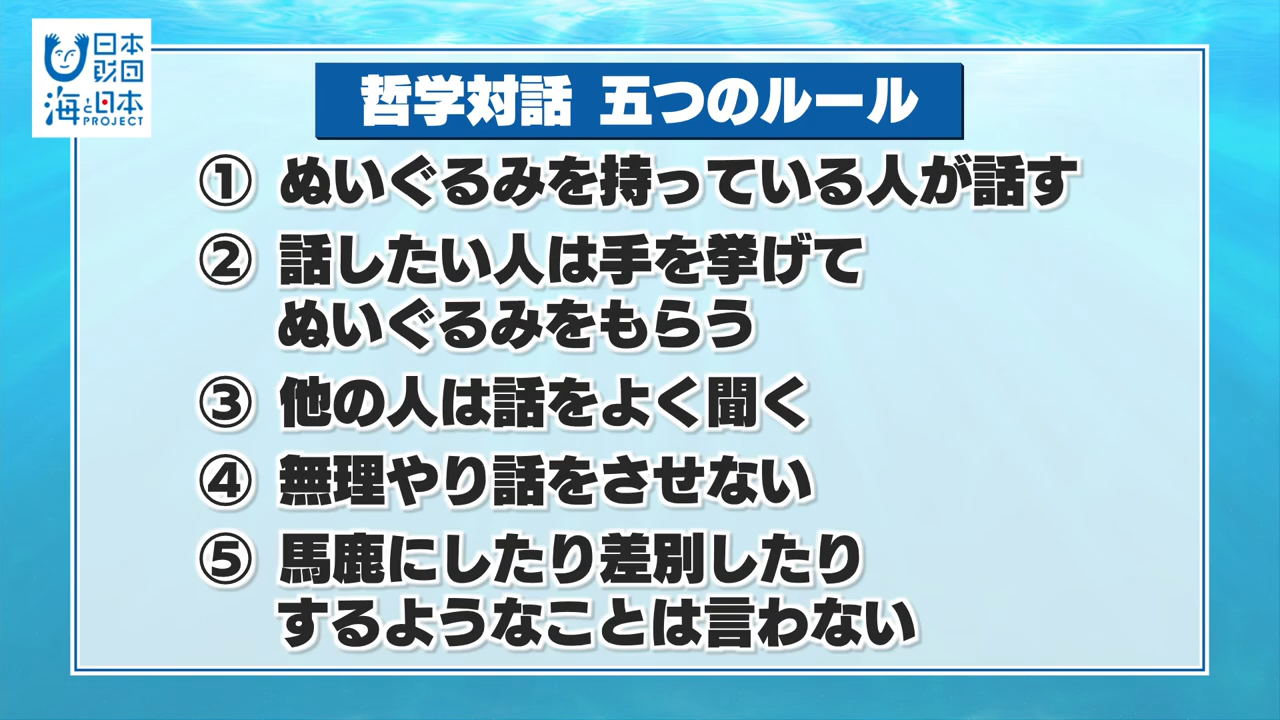 日本
財団
海と日本
PROJECT
哲学対話 五つのルール
① ぬいぐるみを持っている人が話す
② 話したい人は手を挙げて
ぬいぐるみをもらう
③ 他の人は話をよく聞く
④ 無理やり話をさせない
⑤ 馬鹿にしたり差別したり
するようなことは言わない